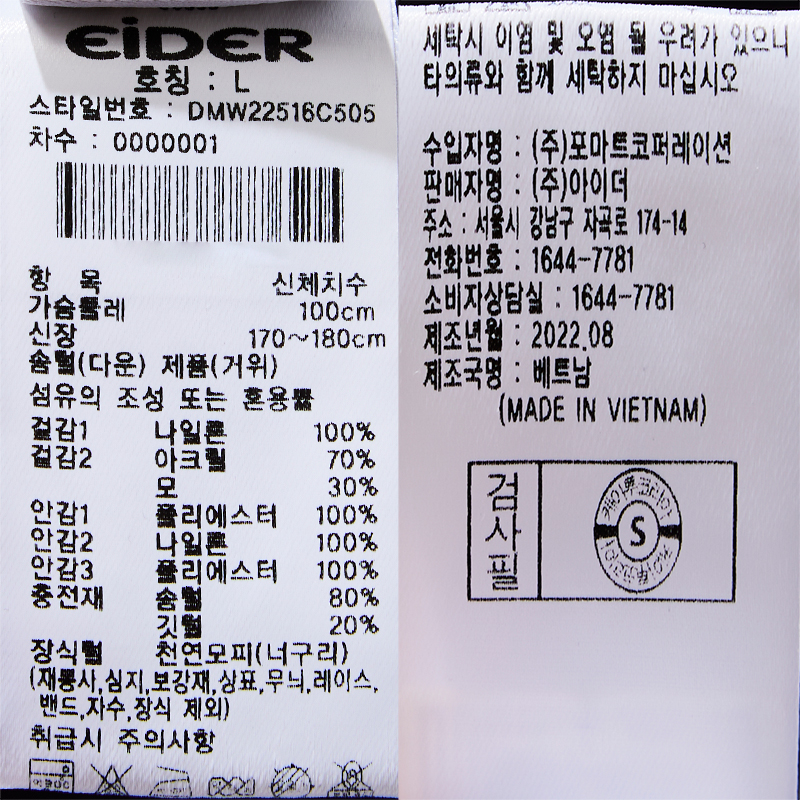 EiDER
호칭 : L
스타일번호 : DMW22516C505
차수 : 0000001
항 목 신체치수
가슴둘레 100cm
신장 170~180cm
솜털(다운) 제품(거위)
섬유의 조성 또는 혼용률
겉감1 나일론 100%
겉감2 아크릴 70%
모 30%
안감1 폴리에스터 100%
안감2 나일론 100%
안감3 폴리에스터 100%
충전재 솜털 80%
깃털 20%
장식털 천연모피(너구리)
(재봉사,심지,보강재,상표,무늬,레이스,
밴드,자수,장식 제외)
취급시 주의사항
세탁시 이염 및 오염 될 우려가 있으니
타의류와 함께 세탁하지 마십시오
수입자명 : (주)포마트코퍼레이션
판매자명 : (주)아이더
주소 : 서울시 강남구 자곡로 174-14
전화번호 : 1644-7781
소비자상담실 : 1644-7781
제조년월 : 2022.08
제조국명 : 베트남
(MADE IN VIETNAM)
검사필
S